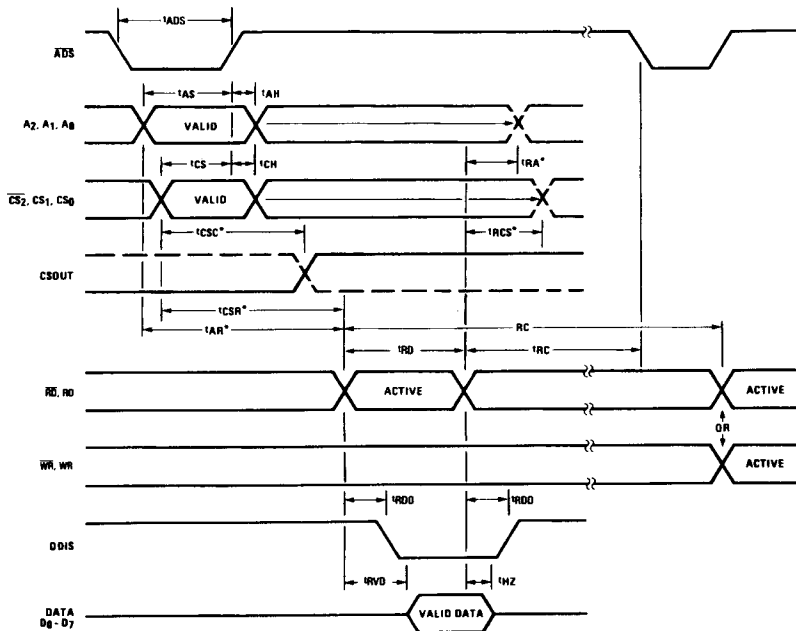 tADS
ADS
tAS tAH
A2, A1, A0 VALID
tCS tCH tRA*
CS2, CS1, CS0 VALID
tCSC* tRCS*
CSOUT
tCSR*
tAR* RC
tRD tRC
RD, RD ACTIVE ACTIVE
OR
WR, WR ACTIVE
tRDD tRDD
DDIS
tRVD tHZ
DATA VALID DATA
D0 - D7